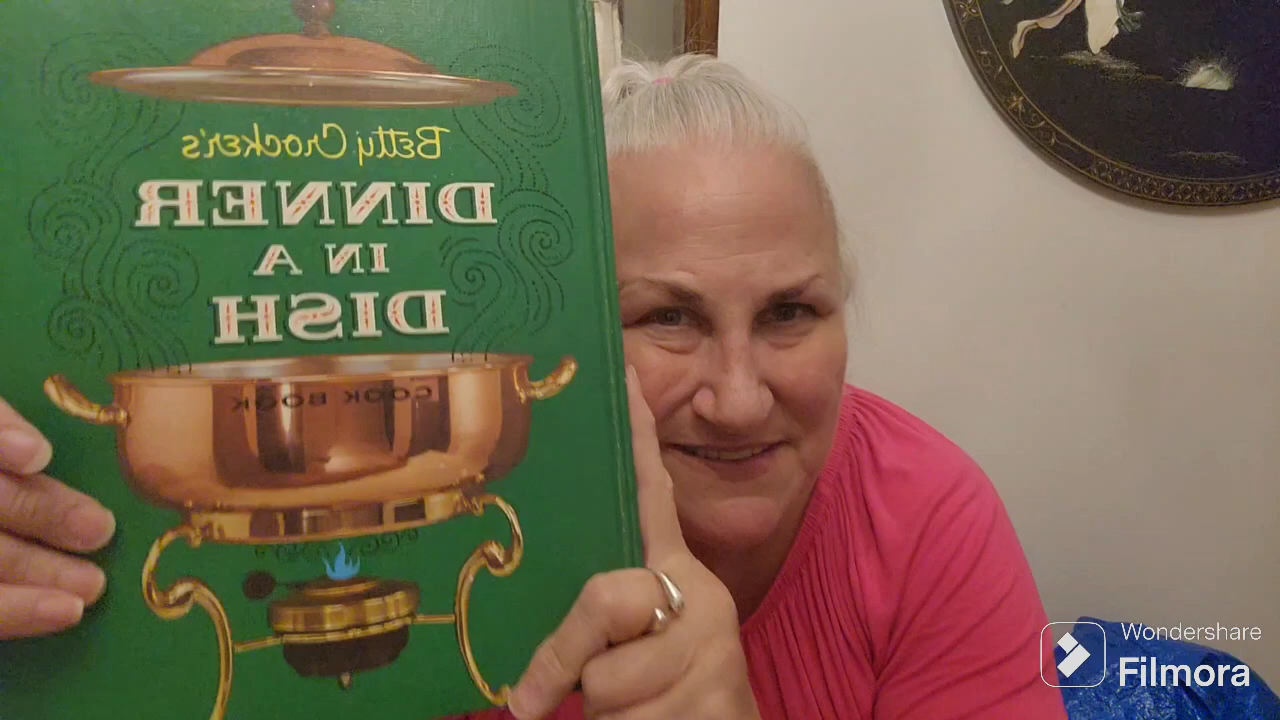 Betty Crocker's
DINNER
IN A
DISH
COOK BOOK
Wondershare
Filmora